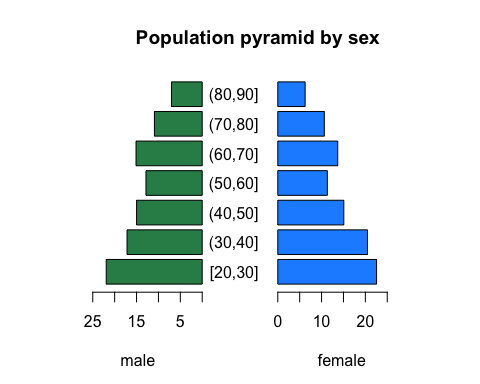 Population pyramid by sex
(80,90]
(70,80]
(60,70]
(50,60]
(40,50]
(30,40]
[20,30]
25 15 5 0 10 20
male female